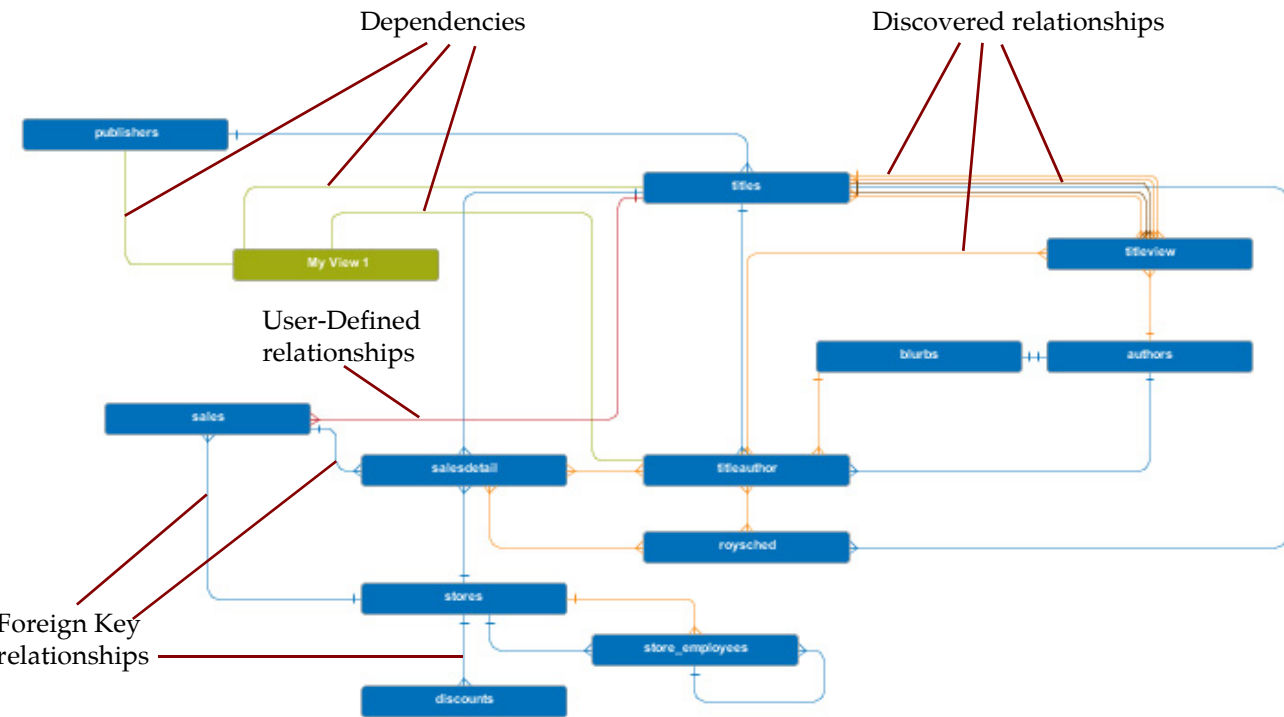 Dependencies
Discovered relationships
publishers
titles
My View 1
titleview
User-Defined
relationships
blurbs
authors
sales
salesdetail
titleauthor
roysched
stores
Foreign Key
relationships
store_employees
discounts